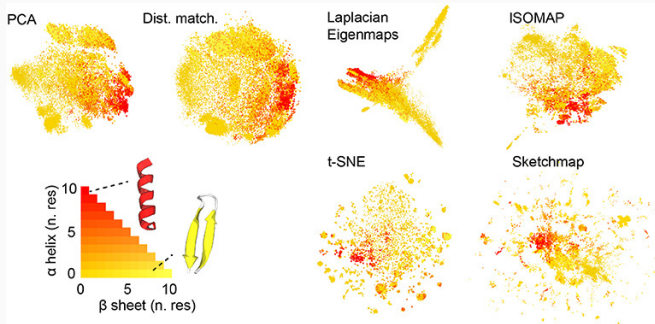 PCA
Dist. match.
Laplacian
Eigenmaps
ISOMAP
t-SNE
Sketchmap
10
5
0
α helix (n. res)
0 5 10
β sheet (n. res)